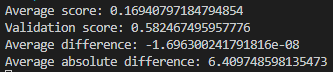 Average score: 0.16940797184794854
Validation score: 0.582467495957776
Average difference: -1.696300241791816e-08
Average absolute difference: 6.409748598135473